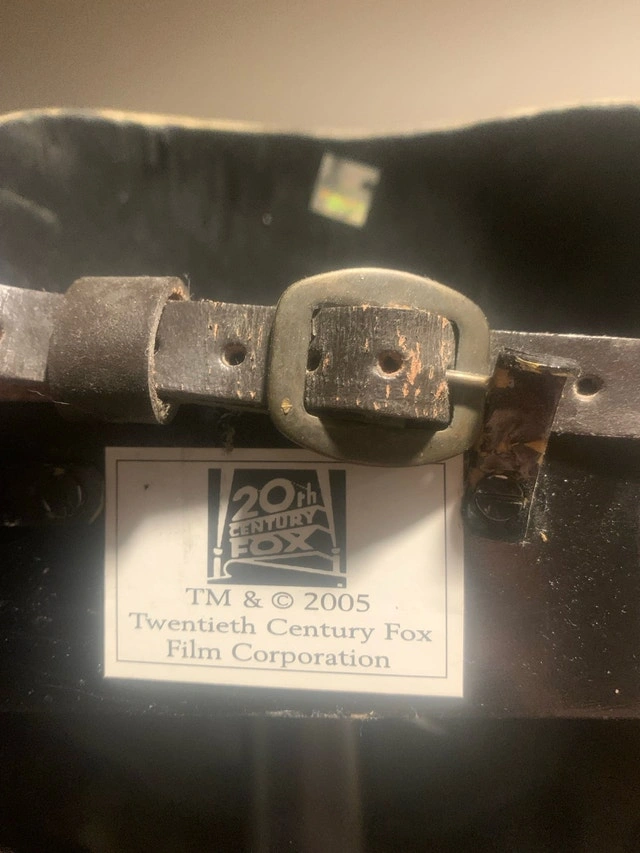 20th
CENTURY
FOX
TM & © 2005
Twentieth Century Fox
Film Corporation